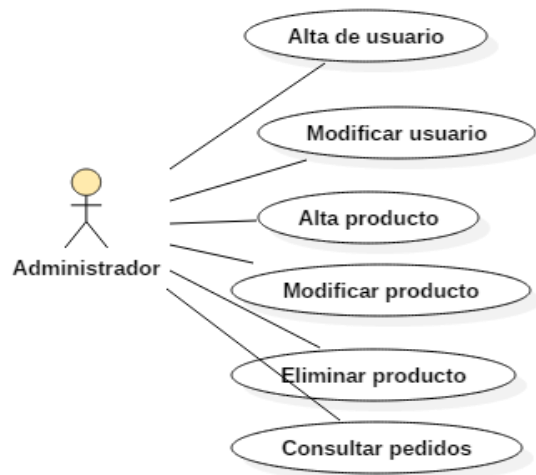 Alta de usuario
Modificar usuario
Alta producto
Administrador
Modificar producto
Eliminar producto
Consultar pedidos